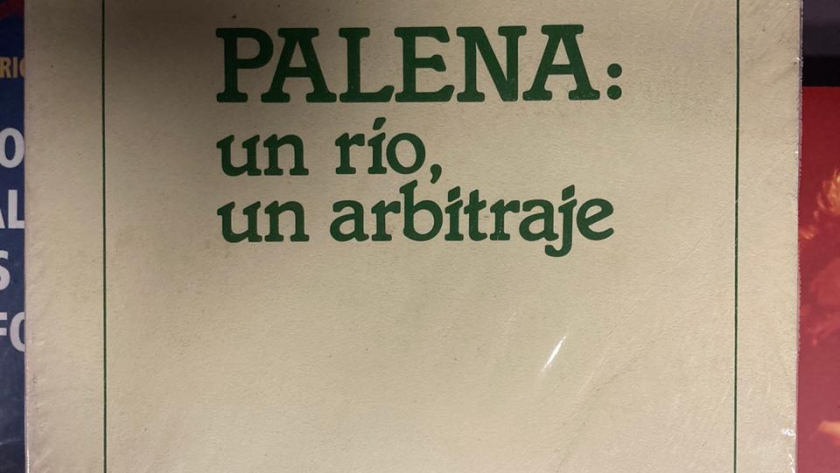 PALENA:
un río,
un arbitraje